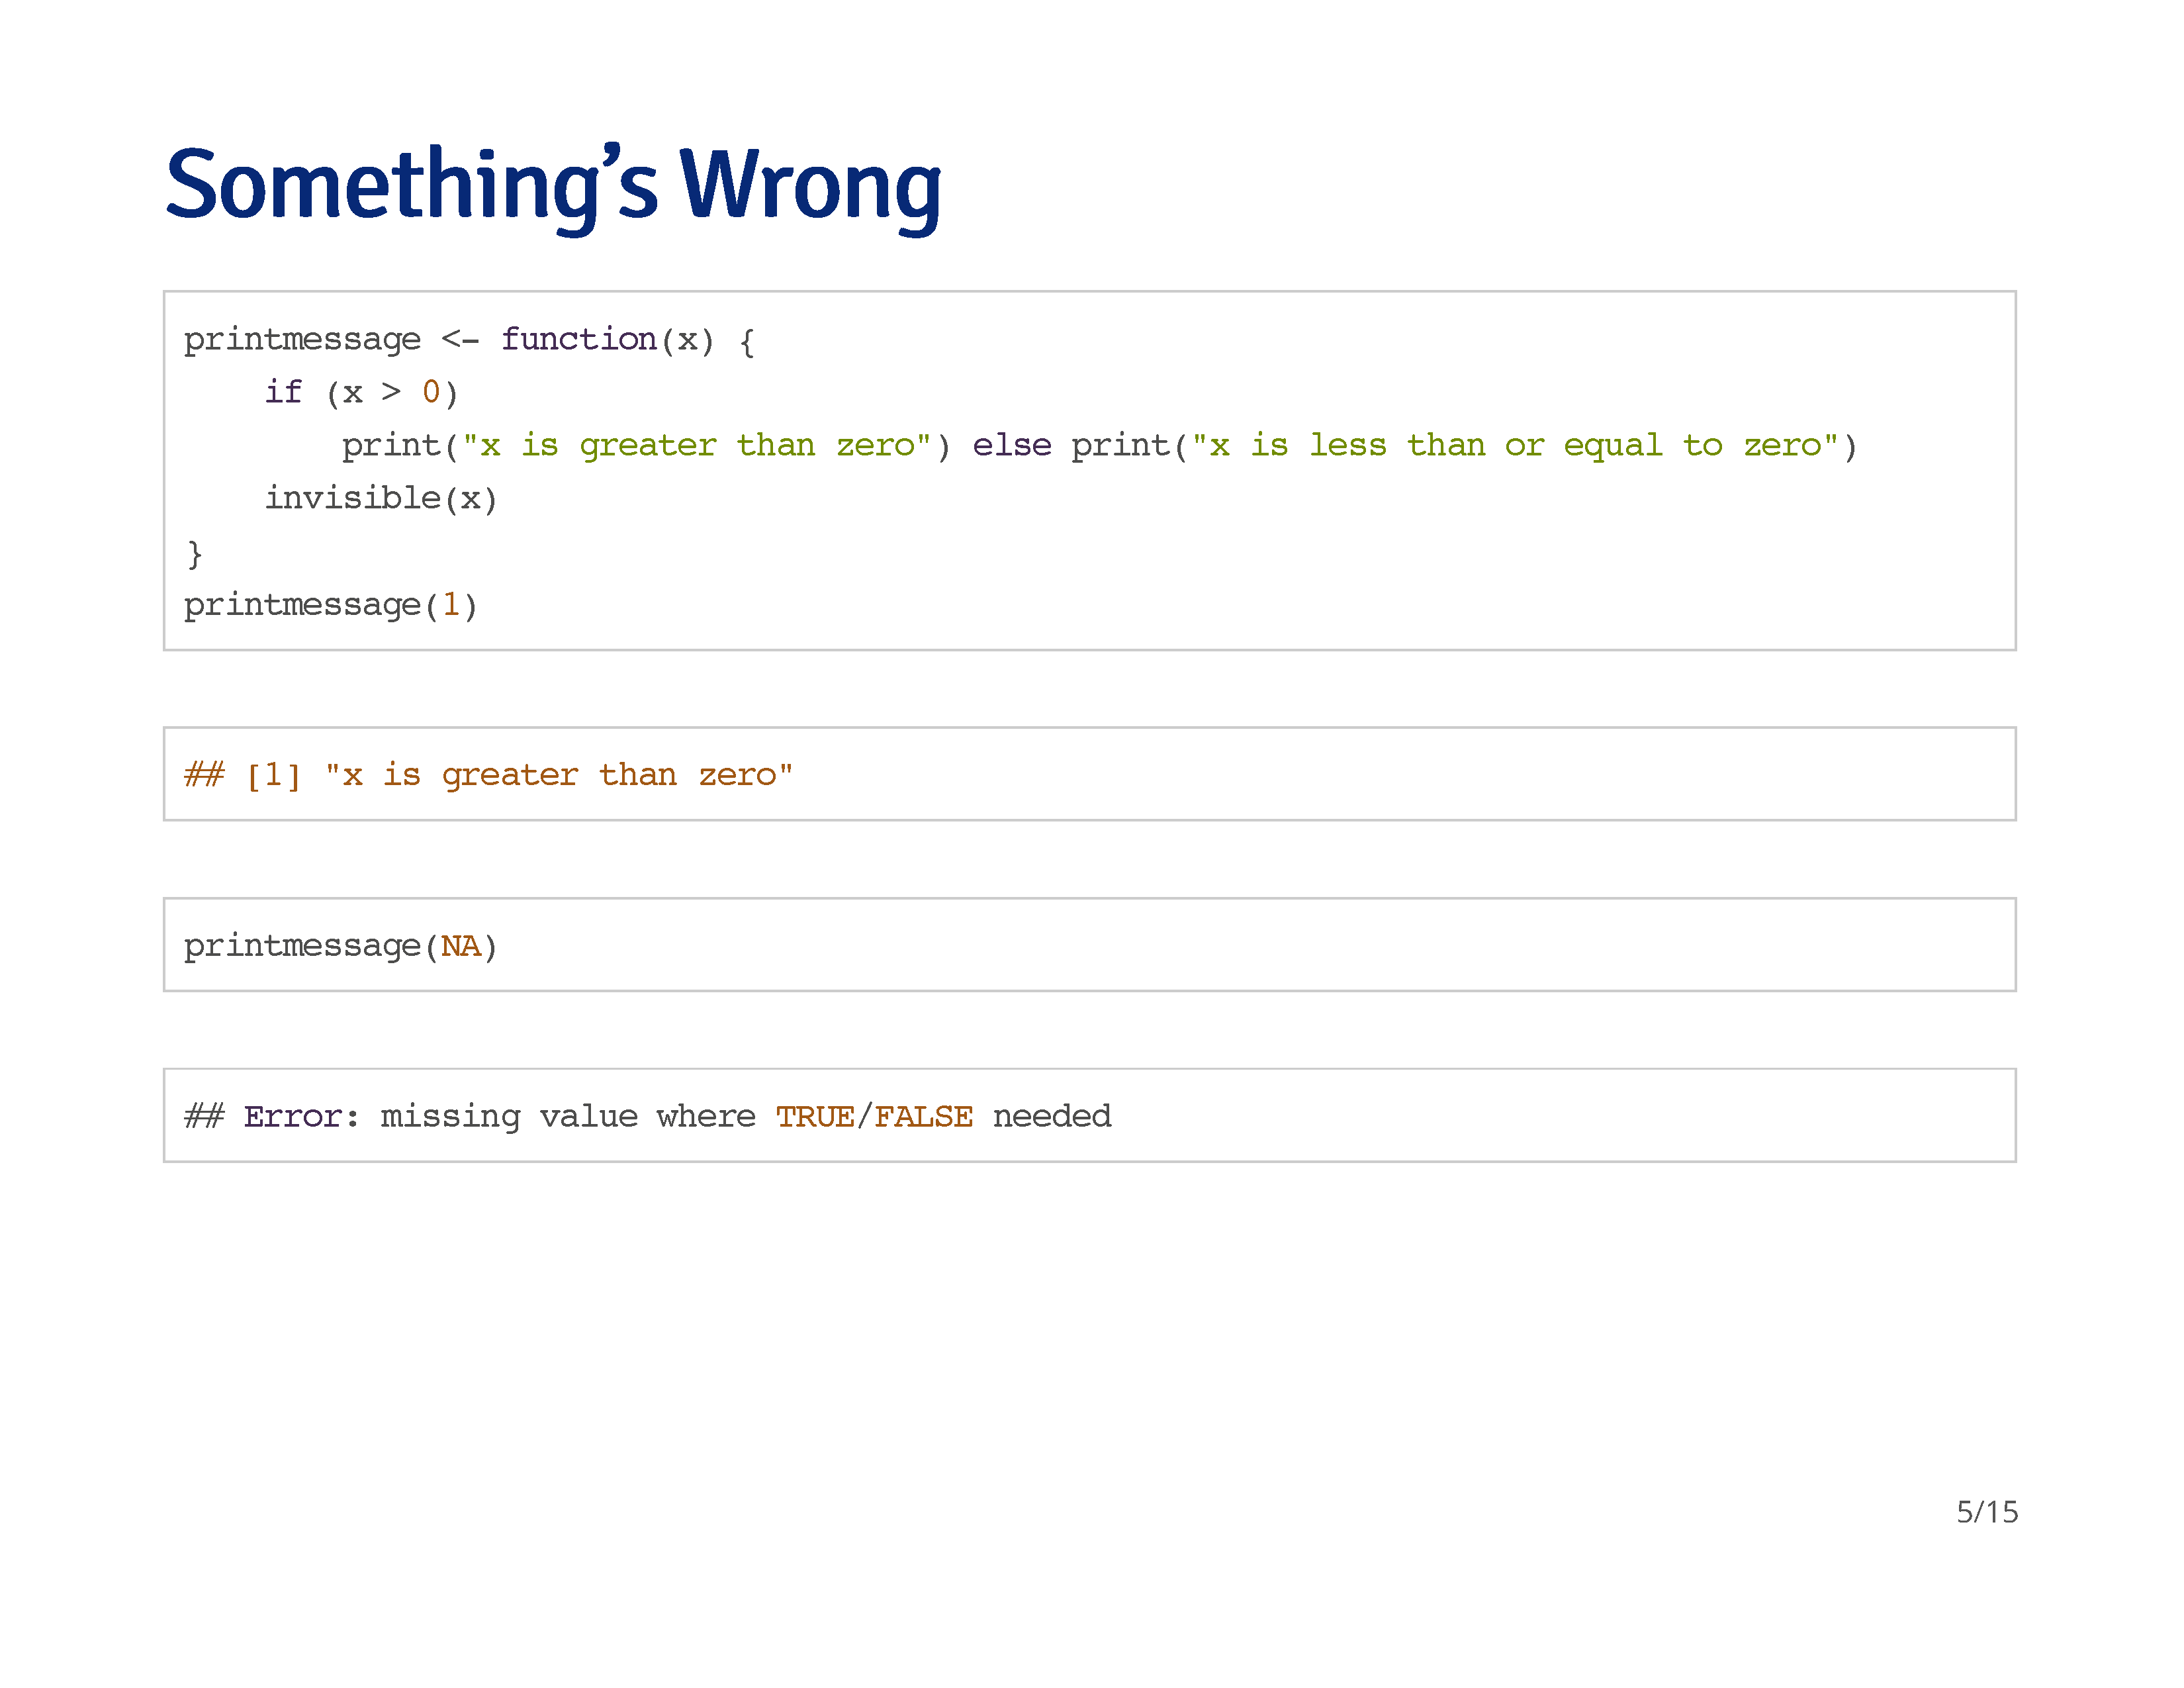 Something's Wrong
printmessage <- function(x) {
    if (x > 0)
        print("x is greater than zero") else print("x is less than or equal to zero")
    invisible(x)
}
printmessage(1)
## [1] "x is greater than zero"
printmessage(NA)
## Error: missing value where TRUE/FALSE needed
5/15